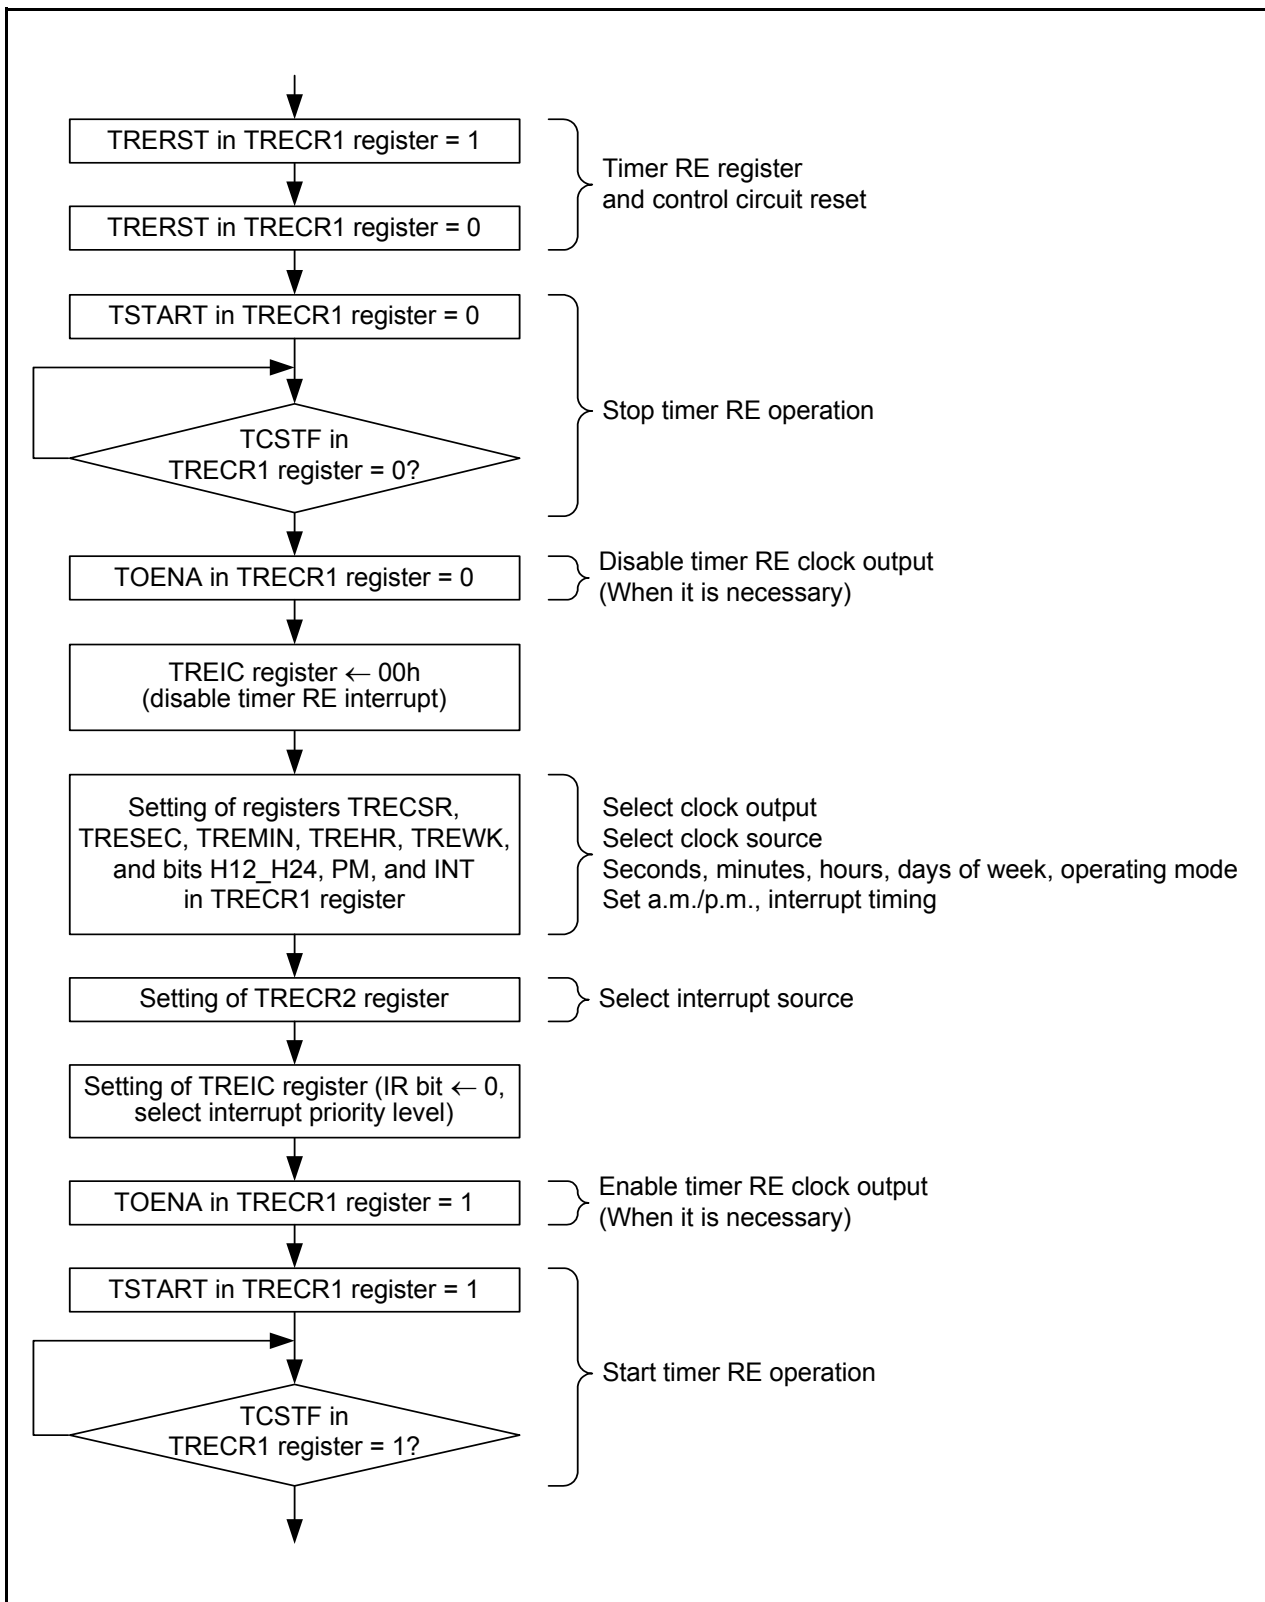 TRERST in TRECR1 register = 1
TRERST in TRECR1 register = 0
Timer RE register
and control circuit reset
TSTART in TRECR1 register = 0
TCSTF in
TRECR1 register = 0?
Stop timer RE operation
TOENA in TRECR1 register = 0
Disable timer RE clock output
(When it is necessary)
TREIC register ← 00h
(disable timer RE interrupt)
Setting of registers TRECSR,
TRESEC, TREMIN, TREHR, TREWK,
and bits H12_H24, PM, and INT
in TRECR1 register
Select clock output
Select clock source
Seconds, minutes, hours, days of week, operating mode
Set a.m./p.m., interrupt timing
Setting of TRECR2 register
Select interrupt source
Setting of TREIC register (IR bit ← 0,
select interrupt priority level)
TOENA in TRECR1 register = 1
Enable timer RE clock output
(When it is necessary)
TSTART in TRECR1 register = 1
TCSTF in
TRECR1 register = 1?
Start timer RE operation